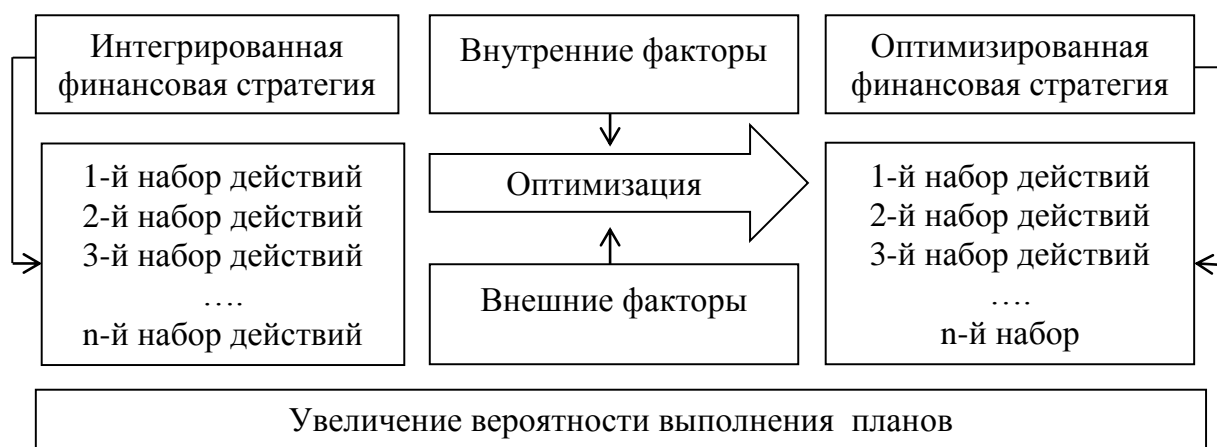 Интегрированная
финансовая стратегия
Внутренние факторы
Оптимизированная
финансовая стратегия
1-й набор действий
2-й набор действий
3-й набор действий
….
n-й набор действий
Оптимизация
Внешние факторы
1-й набор действий
2-й набор действий
3-й набор действий
….
n-й набор
Увеличение вероятности выполнения планов